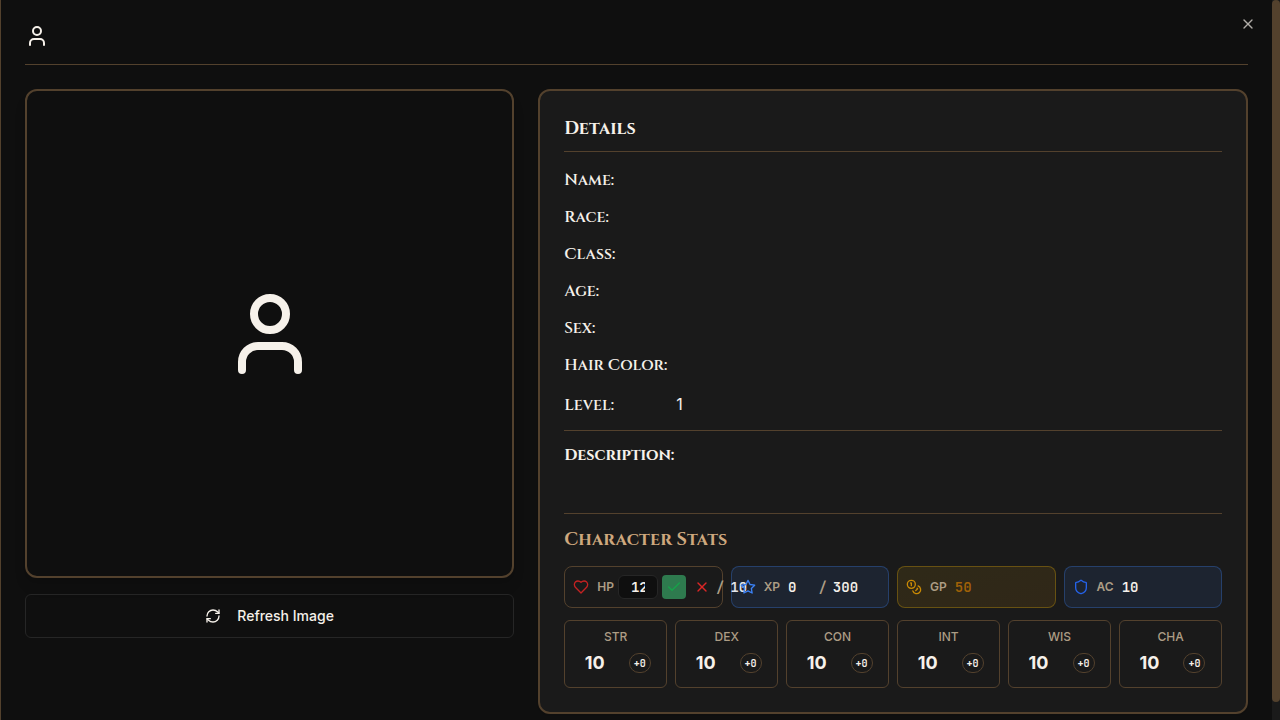 Details
Name:
Race:
Class:
Age:
Sex:
Hair Color:
Level: 1
Description:
Character Stats
HP 12 / 10 XP 0 / 300 GP 50 AC 10
STR DEX CON INT WIS CHA
10 +0 10 +0 10 +0 10 +0 10 +0 10 +0
Refresh Image